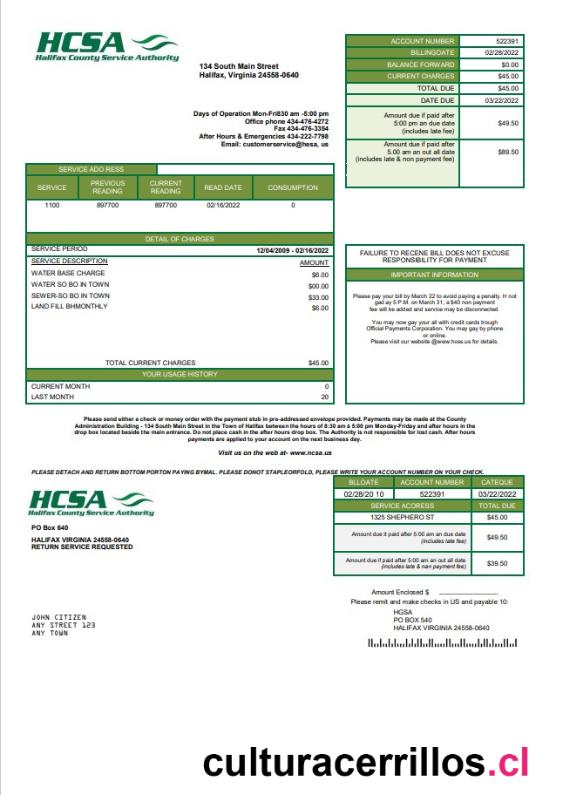 HCSA
Halifax County Service Authority
134 South Main Street
Halifax, Virginia 24558-0640
Days of Operation Mon-Fri830 am -5:00 pm
Office phone 434-476-4272
Fax 434-476-3354
After Hours & Emergencies 434-222-7798
Email: customerservice@hesa, us
ACCOUNT NUMBER 522391
BILLINGDATE 02/28/2022
BALANCE FORWARD $0.00
CURRENT CHARGES $45.00
TOTAL DUE $45.00
DATE DUE 03/22/2022
Amount due if paid after
5:00 pm an due date $49.50
(includes late fee)
Amount due if paid after
5.00 am an out all date $89.50
(includes late & non payment fee)
SERVICE ADO RESS
SERVICE PREVIOUS READING CURRENT READING READ DATE CONSUMPTION
1100 897700 897700 02/16/2022 0
DETAIL OF CHARGES
SERVICE PERIOD 12/04/2009 - 02/16/2022
SERVICE DESCRIPTION AMOUNT
WATER BASE CHARGE $6.00
WATER SO BO IN TOWN $00.00
SEWER-SO BO IN TOWN $33.00
LAND FILL BHMONTHLY $6.00
TOTAL CURRENT CHARGES $45.00
YOUR USAGE HISTORY
CURRENT MONTH 0
LAST MONTH 20
FAILURE TO RECENE BILL DOES NOT EXCUSE
RESPONSIBILITY FOR PAYMENT
IMPORTANT INFORMATION
Please pay your bill by March 22 to avoid paying a penalty. H not
gad ay 5 P.M. on March 31, a $40 non payment
fee will be added and service may be disconnected.
You may now gay your all with credit cards trough
Official Payments Corporation. You may gay by phone
or online.
Please visit our website @www.hoss.us for details.
Please send either a check or money order with the payment stub in pre-addressed envelope provided. Payments may be made at the County
Administration Building - 134 South Main Street in the Town of Halifax between the hours of 8:30 am & 5:00 pm Monday-Friday and after hours in the
drop box located beside the main entrance. Do not place cash in the after hours drop box. The Authority is not responsible for lost cash. After hours
payments are applied to your account on the next business day.
Visit us on the web at- www.ncsa.us
PLEASE DETACH AND RETURN BOTTOM PORTON PAYING BYMAL. PLEASE DONOT STAPLEORFOLD, PLEASE WRITE YOUR ACCOUNT NUMBER ON YOUR CHECK.
HCSA
Halifax County Service Authority
PO Box 640
HALIFAX VIRGINIA 24558-0640
RETURN SERVICE REQUESTED
BLLOATE ACCOUNT NUMBER CATEQUE
02/28/20 10 522391 03/22/2022
SERVICE ACORESS TOTAL DUE
1325 SHEPHERO ST $45.00
Amount due it paid after 5:00 am an due date
(includes late fee) $49.50
Amount due if paid after 5:00 am an out all date
(includes late & nan payment fee) $39.50
Amount Enclosed $
Please remit and make checks in US and payable 10:
HGSA
PO BOX 540
HALIFAX VIRGINIA 24558-0640
JOHN CITIZEN
ANY STREET 123
ANY TOWN
culturacerrillos.cl